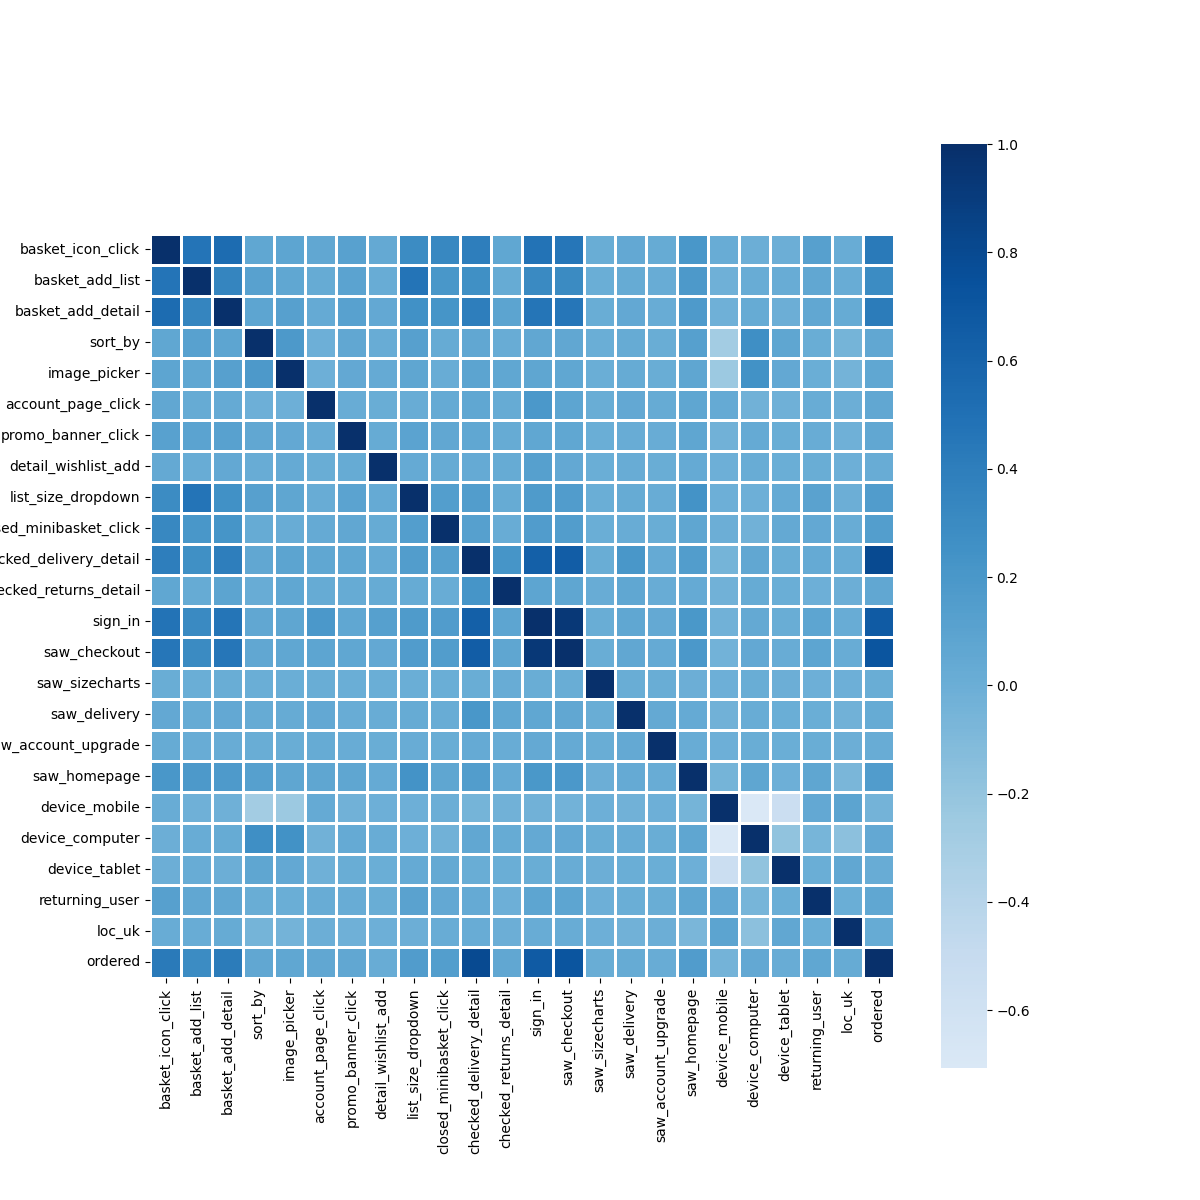 1.0
0.8
basket_icon_click
basket_add_list
basket_add_detail
0.6
sort_by
image_picker
account_page_click
promo_banner_click
0.4
detail_wishlist_add
list_size_dropdown
sed_minibasket_click
cked_delivery_detail
0.2
ecked_returns_detail
sign_in
saw_checkout
saw_sizecharts
0.0
saw_delivery
w_account_upgrade
saw_homepage
−0.2
device_mobile
device_computer
device_tablet
returning_user
−0.4
loc_uk
ordered
−0.6
basket_icon_click
basket_add_list
basket_add_detail
sort_by
image_picker
account_page_click
promo_banner_click
detail_wishlist_add
list_size_dropdown
closed_minibasket_click
checked_delivery_detail
checked_returns_detail
sign_in
saw_checkout
saw_sizecharts
saw_delivery
saw_account_upgrade
saw_homepage
device_mobile
device_computer
device_tablet
returning_user
loc_uk
ordered